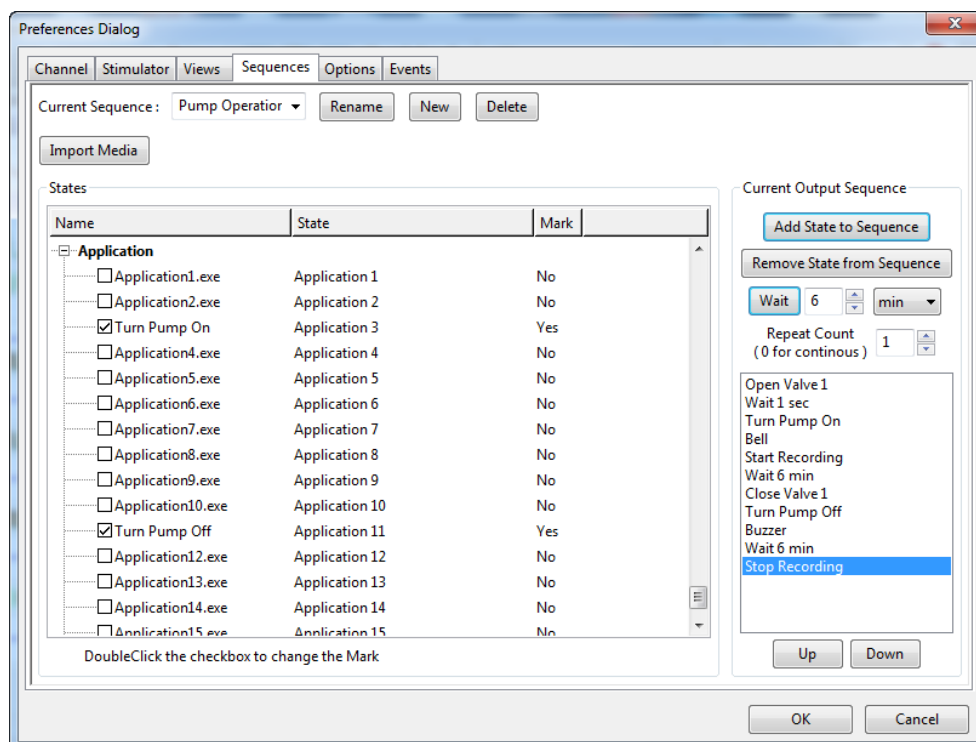 Preferences Dialog
Channel Stimulator Views Sequences Options Events
Current Sequence : Pump Operation Rename New Delete
Import Media
States
Name State Mark
Application
Application1.exe Application 1 No
Application2.exe Application 2 No
Turn Pump On Application 3 Yes
Application4.exe Application 4 No
Application5.exe Application 5 No
Application6.exe Application 6 No
Application7.exe Application 7 No
Application8.exe Application 8 No
Application9.exe Application 9 No
Application10.exe Application 10 No
Turn Pump Off Application 11 Yes
Application12.exe Application 12 No
Application13.exe Application 13 No
Application14.exe Application 14 No
Application15.exe Application 15 No
DoubleClick the checkbox to change the Mark
Current Output Sequence
Add State to Sequence
Remove State from Sequence
Wait 6 min
Repeat Count
( 0 for continous ) 1
Open Valve 1
Wait 1 sec
Turn Pump On
Bell
Start Recording
Wait 6 min
Close Valve 1
Turn Pump Off
Buzzer
Wait 6 min
Stop Recording
Up Down
OK Cancel